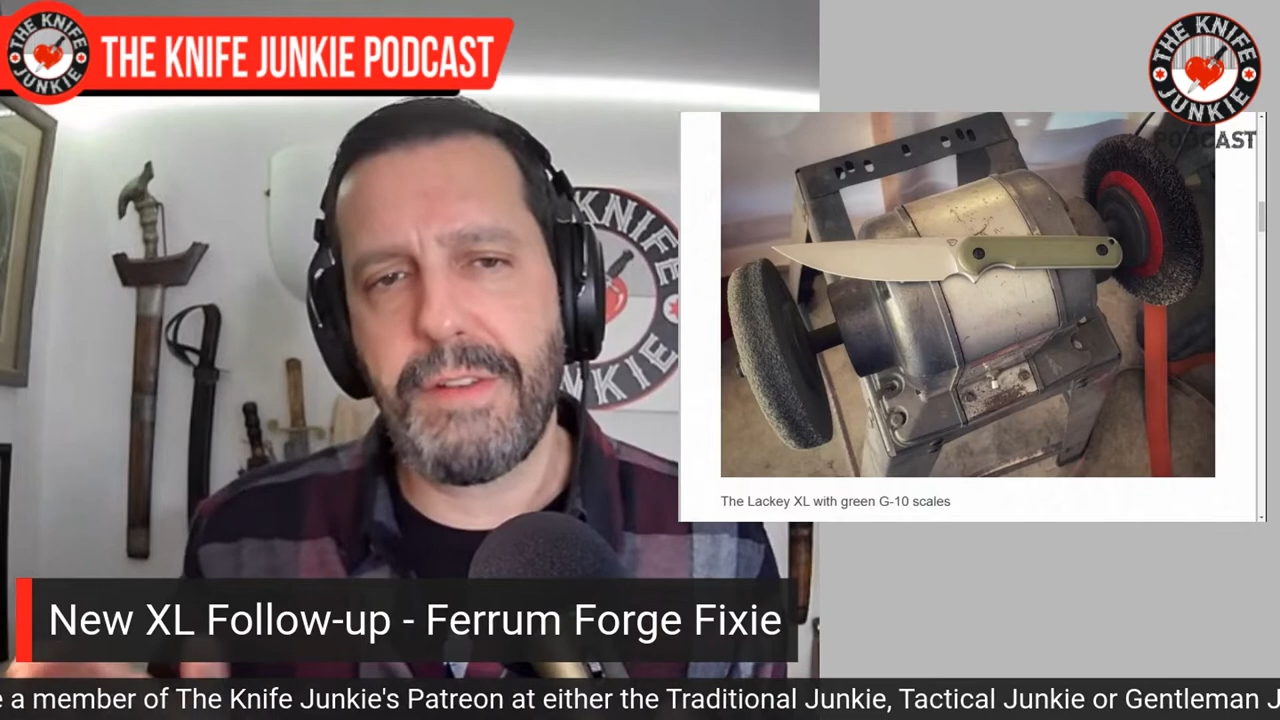 THE KNIFE JUNKIE
THE KNIFE JUNKIE PODCAST
THE KNIFE JUNKIE
PODCAST
KNIFE
JUNKIE
The Lackey XL with green G-10 scales
New XL Follow-up - Ferrum Forge Fixie
e a member of The Knife Junkie's Patreon at either the Traditional Junkie, Tactical Junkie or Gentleman J